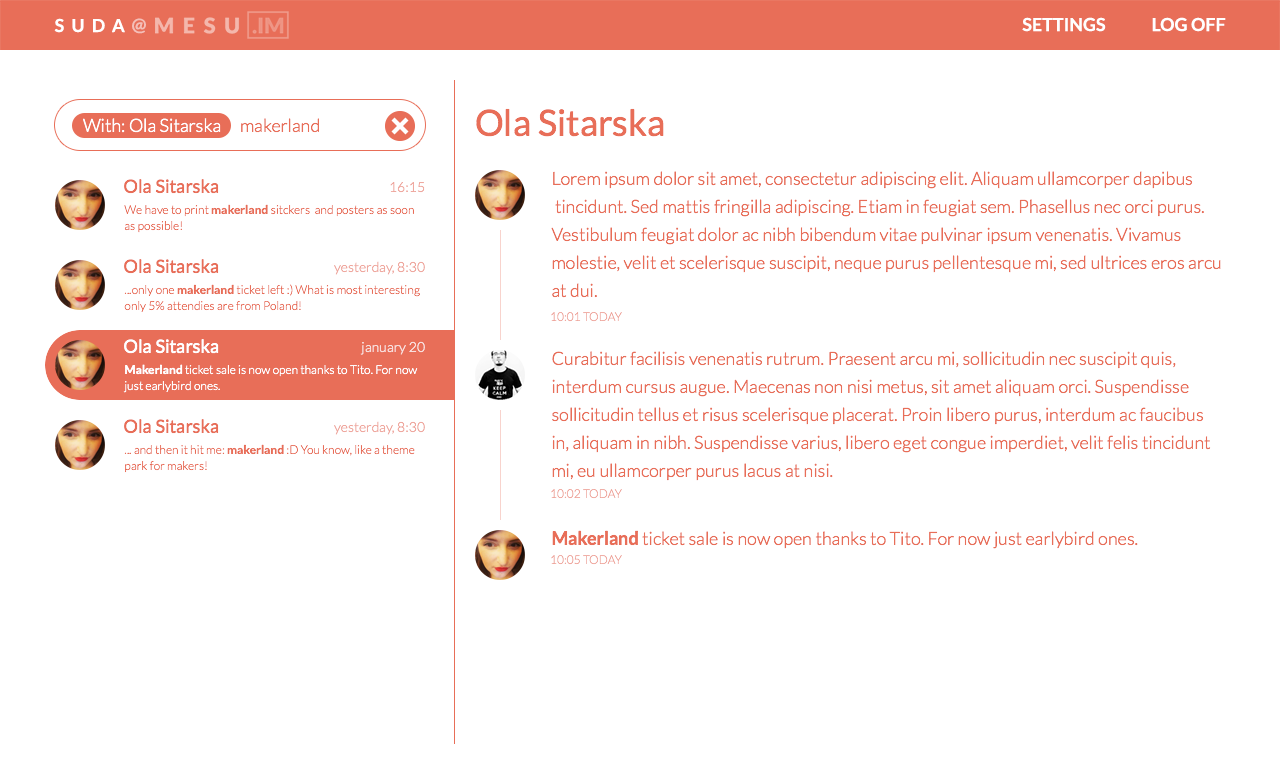 SUDA@MESU.IM
SETTINGS
LOG OFF
With: Ola Sitarska makerland
Ola Sitarska 16:15
We have to print makerland sitckers and posters as soon
as possible!
Ola Sitarska yesterday, 8:30
...only one makerland ticket left :) What is most interesting
only 5% attendies are from Poland!
Ola Sitarska january 20
Makerland ticket sale is now open thanks to Tito. For now
just earlybird ones.
Ola Sitarska yesterday, 8:30
... and then it hit me: makerland :D You know, like a theme
park for makers!
Ola Sitarska
Lorem ipsum dolor sit amet, consectetur adipiscing elit. Aliquam ullamcorper dapibus
tincidunt. Sed mattis fringilla adipiscing. Etiam in feugiat sem. Phasellus nec orci purus.
Vestibulum feugiat dolor ac nibh bibendum vitae pulvinar ipsum venenatis. Vivamus
molestie, velit et scelerisque suscipit, neque purus pellentesque mi, sed ultrices eros arcu
at dui.
10:01 TODAY
KEEP
CALM
Curabitur facilisis venenatis rutrum. Praesent arcu mi, sollicitudin nec suscipit quis,
interdum cursus augue. Maecenas non nisi metus, sit amet aliquam orci. Suspendisse
sollicitudin tellus et risus scelerisque placerat. Proin libero purus, interdum ac faucibus
in, aliquam in nibh. Suspendisse varius, libero eget congue imperdiet, velit felis tincidunt
mi, eu ullamcorper purus lacus at nisi.
10:02 TODAY
Makerland ticket sale is now open thanks to Tito. For now just earlybird ones.
10:05 TODAY